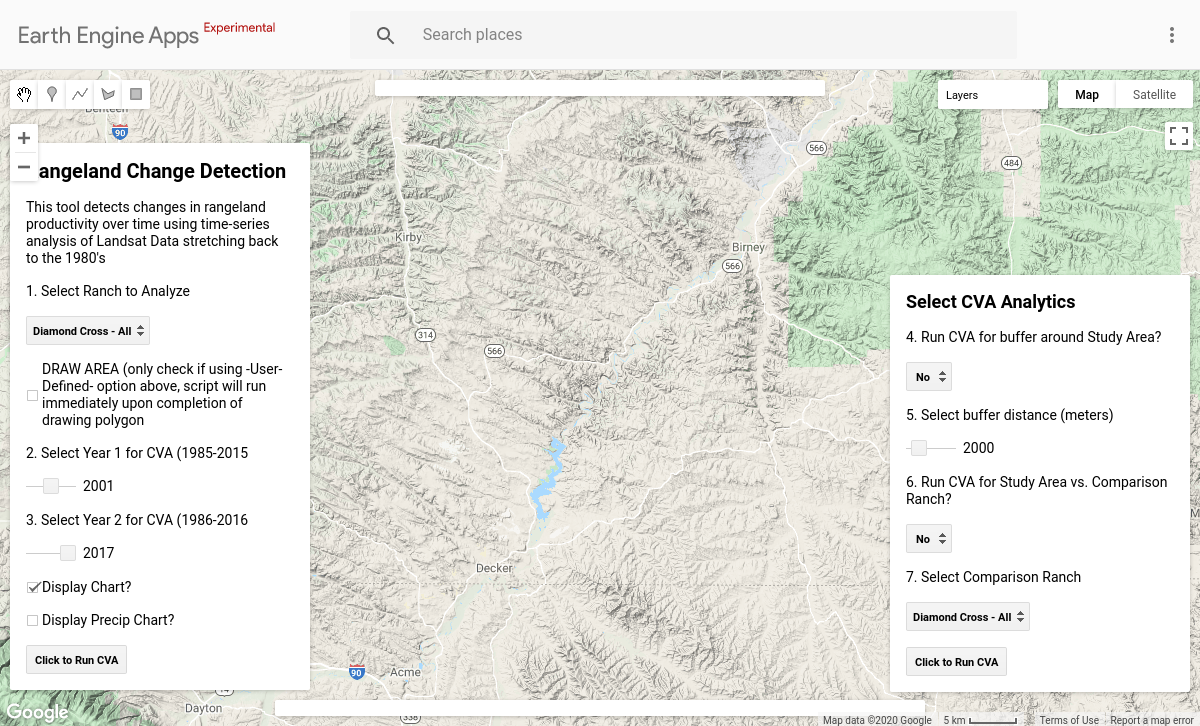 Earth Engine Apps Experimental
Search places
Layers
Map
Satellite
90
angeland Change Detection
This tool detects changes in rangeland
productivity over time using time-series
analysis of Landsat Data stretching back
to the 1980's
1. Select Ranch to Analyze
Diamond Cross - All
DRAW AREA (only check if using -User-
Defined- option above, script will run
immediately upon completion of
drawing polygon
2. Select Year 1 for CVA (1985-2015
2001
3. Select Year 2 for CVA (1986-2016
2017
Display Chart?
Display Precip Chart?
Click to Run CVA
566
484
Kirby
Birney
566
314
566
Decker
90
Acme
Dayton
338
Select CVA Analytics
4. Run CVA for buffer around Study Area?
No
5. Select buffer distance (meters)
2000
6. Run CVA for Study Area vs. Comparison
Ranch?
No
7. Select Comparison Ranch
Diamond Cross - All
Click to Run CVA
Google
Map data ©2020 Google
5 km
Terms of Use
Report a map error